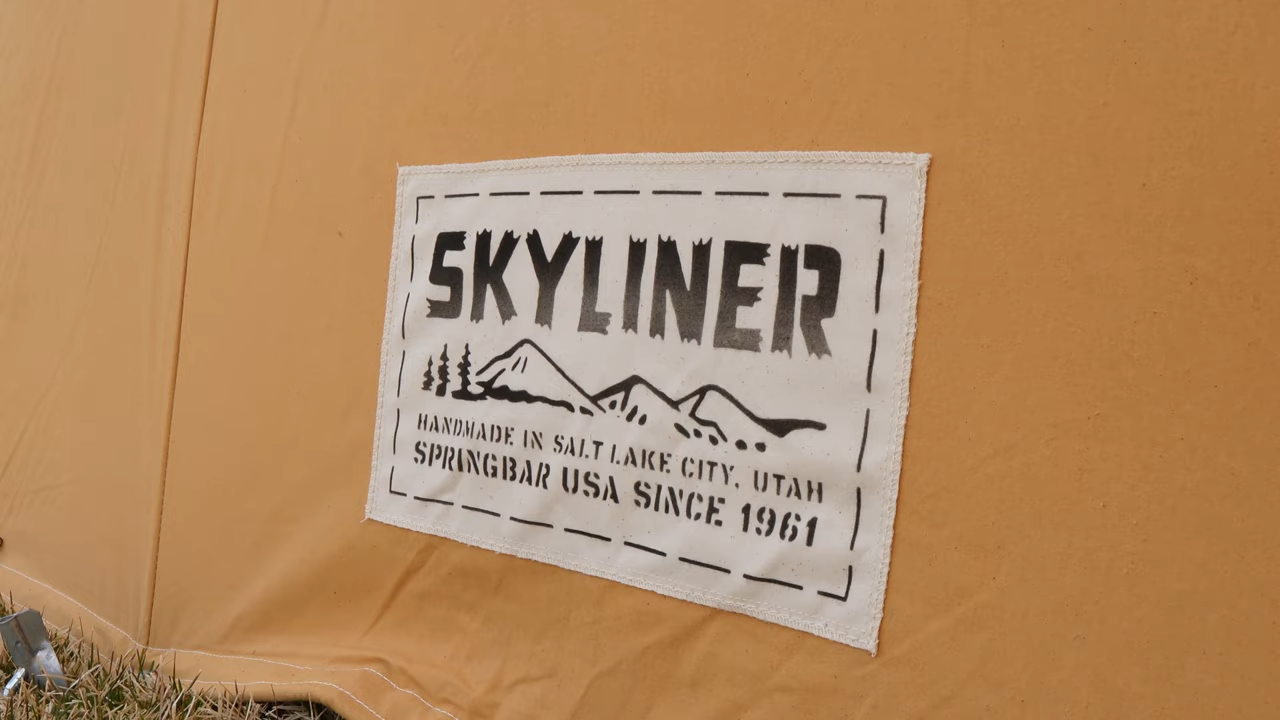 SKYLINER
HANDMADE IN SALT LAKE CITY, UTAH
SPRINGBAR USA SINCE 1961